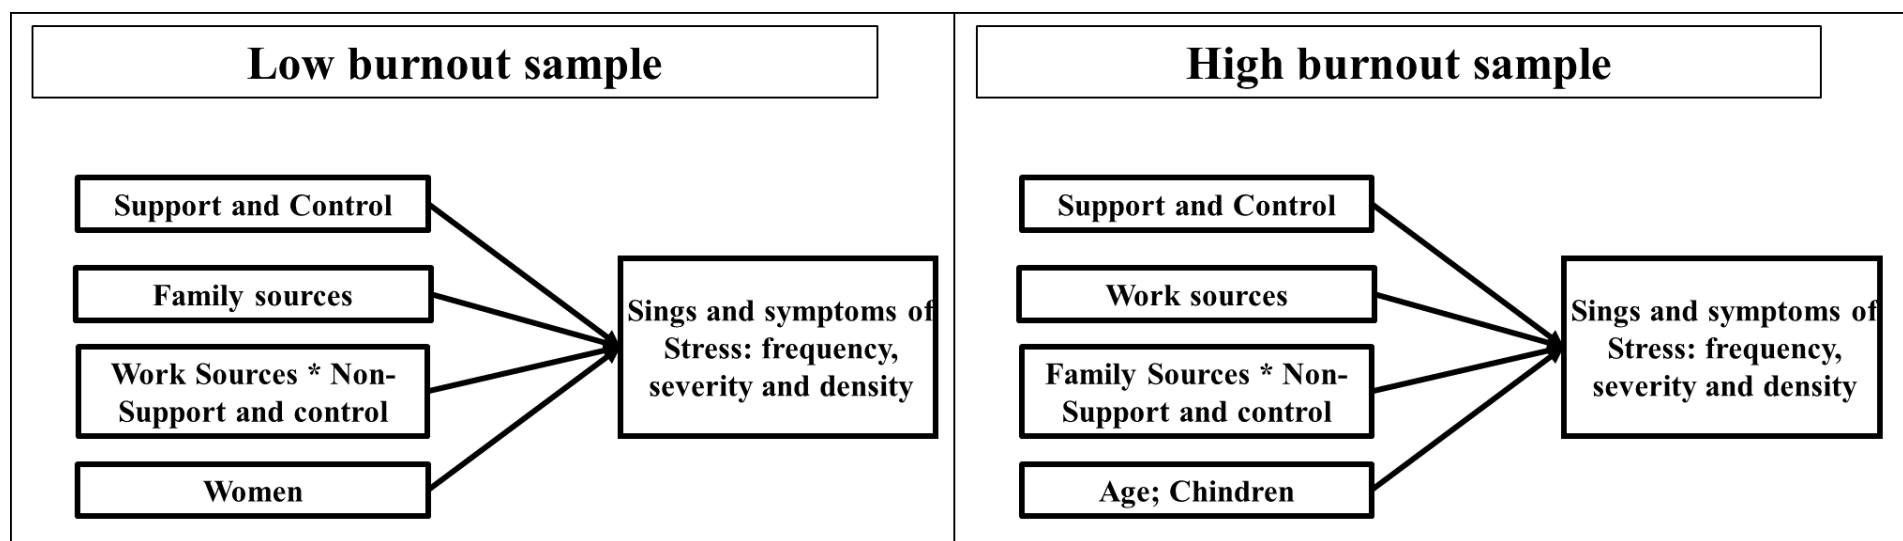 Low burnout sample
Support and Control
Family sources
Work Sources * Non-
Support and control
Women
Sings and symptoms of
Stress: frequency,
severity and density
High burnout sample
Support and Control
Work sources
Family Sources * Non-
Support and control
Age; Chindren
Sings and symptoms of
Stress: frequency,
severity and density